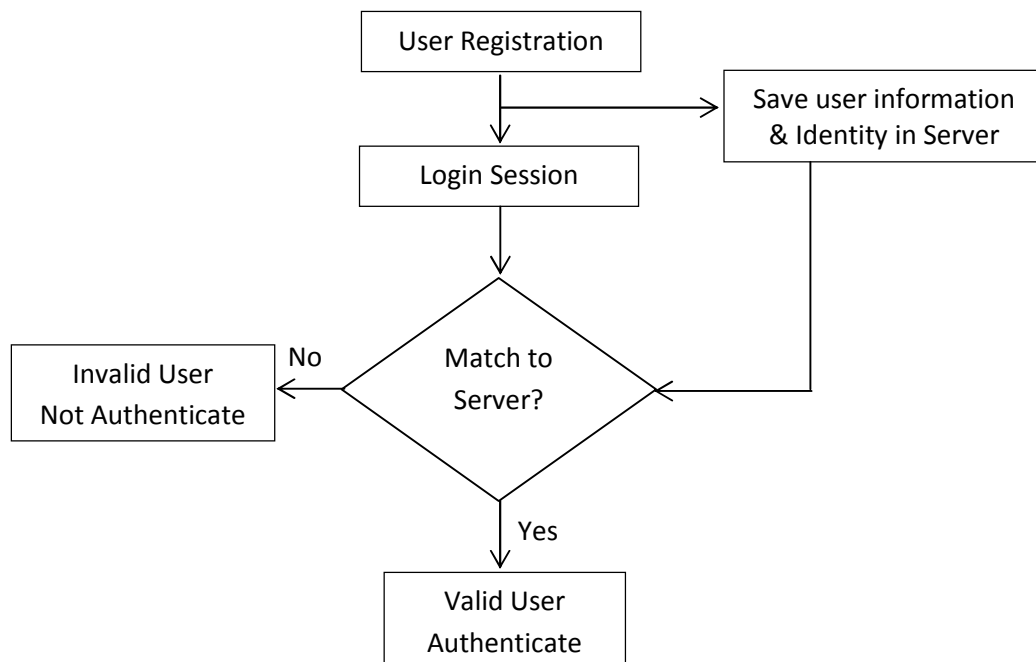 User Registration
Save user information
& Identity in Server
Login Session
Match to
Server?
No
Invalid User
Not Authenticate
Yes
Valid User
Authenticate